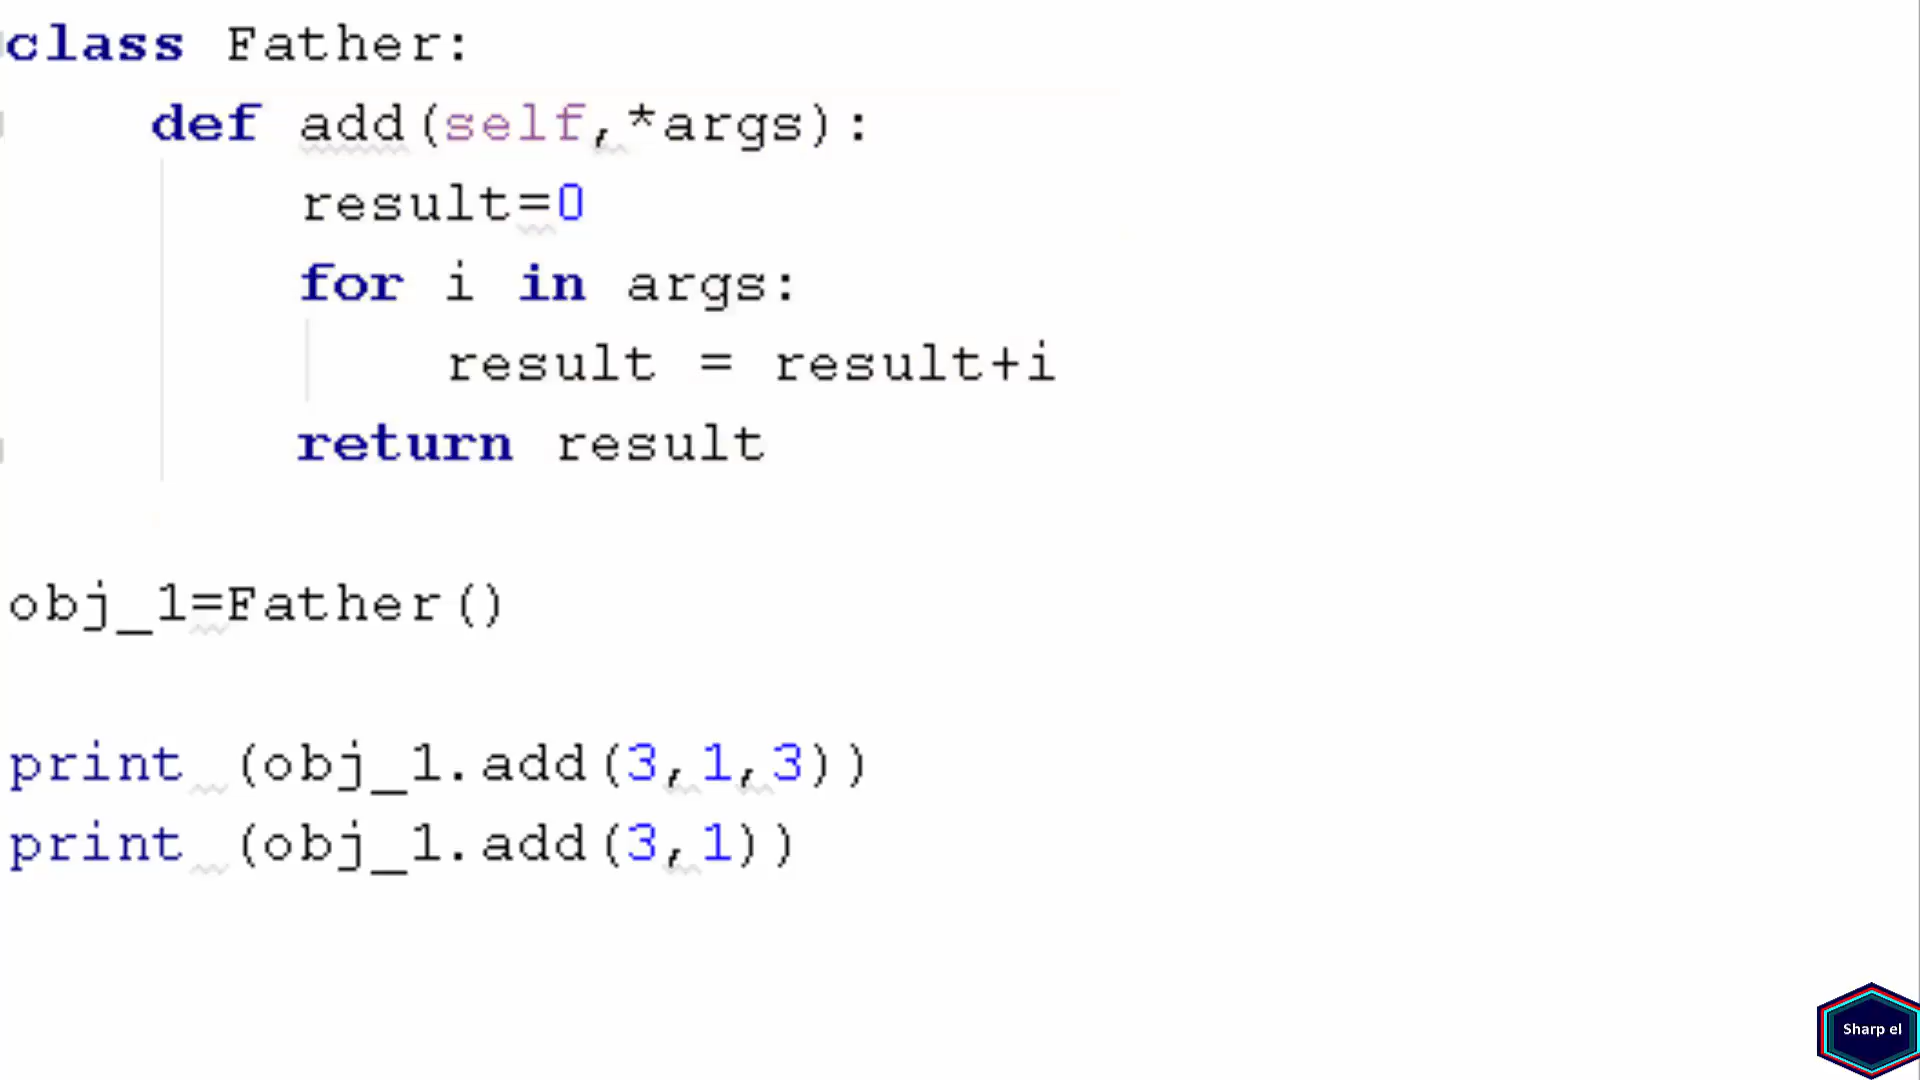 class Father:
    def add(self,*args):
        result=0
        for i in args:
            result = result+i
        return result
obj_1=Father()
print (obj_1.add(3,1,3))
print (obj_1.add(3,1))
Sharp el